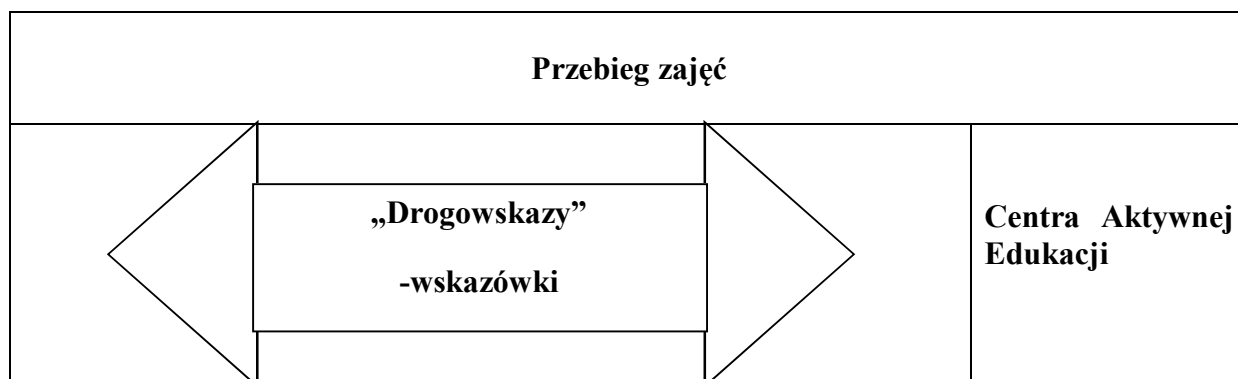 Przebieg zajęć
„Drogowskazy”
-wskazówki
Centra Aktywnej
Edukacji